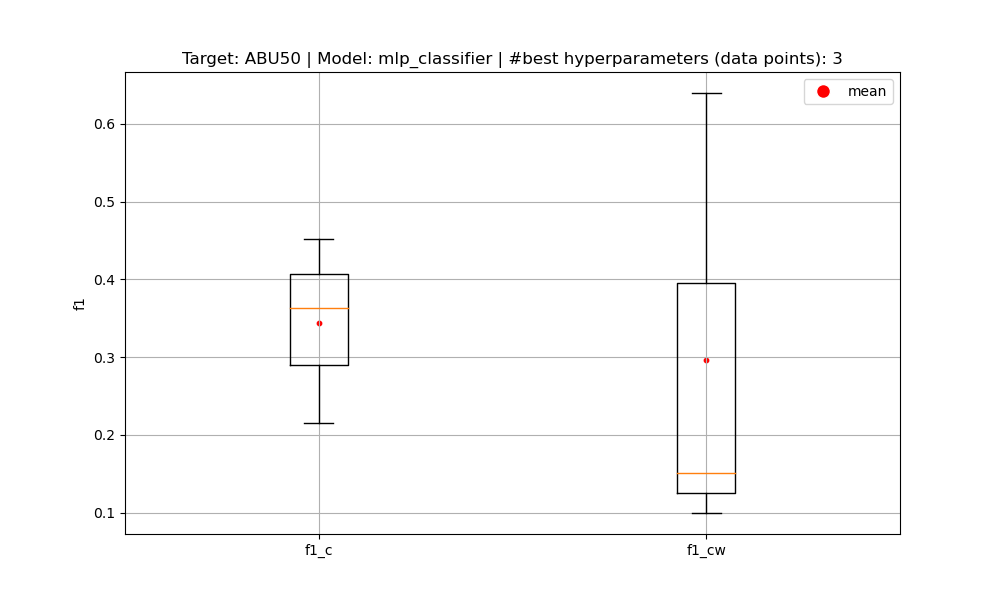 Target: ABU50 | Model: mlp_classifier | #best hyperparameters (data points): 3
mean
0.6
0.5
0.4
0.3
0.2
0.1
f1
f1_c
f1_cw